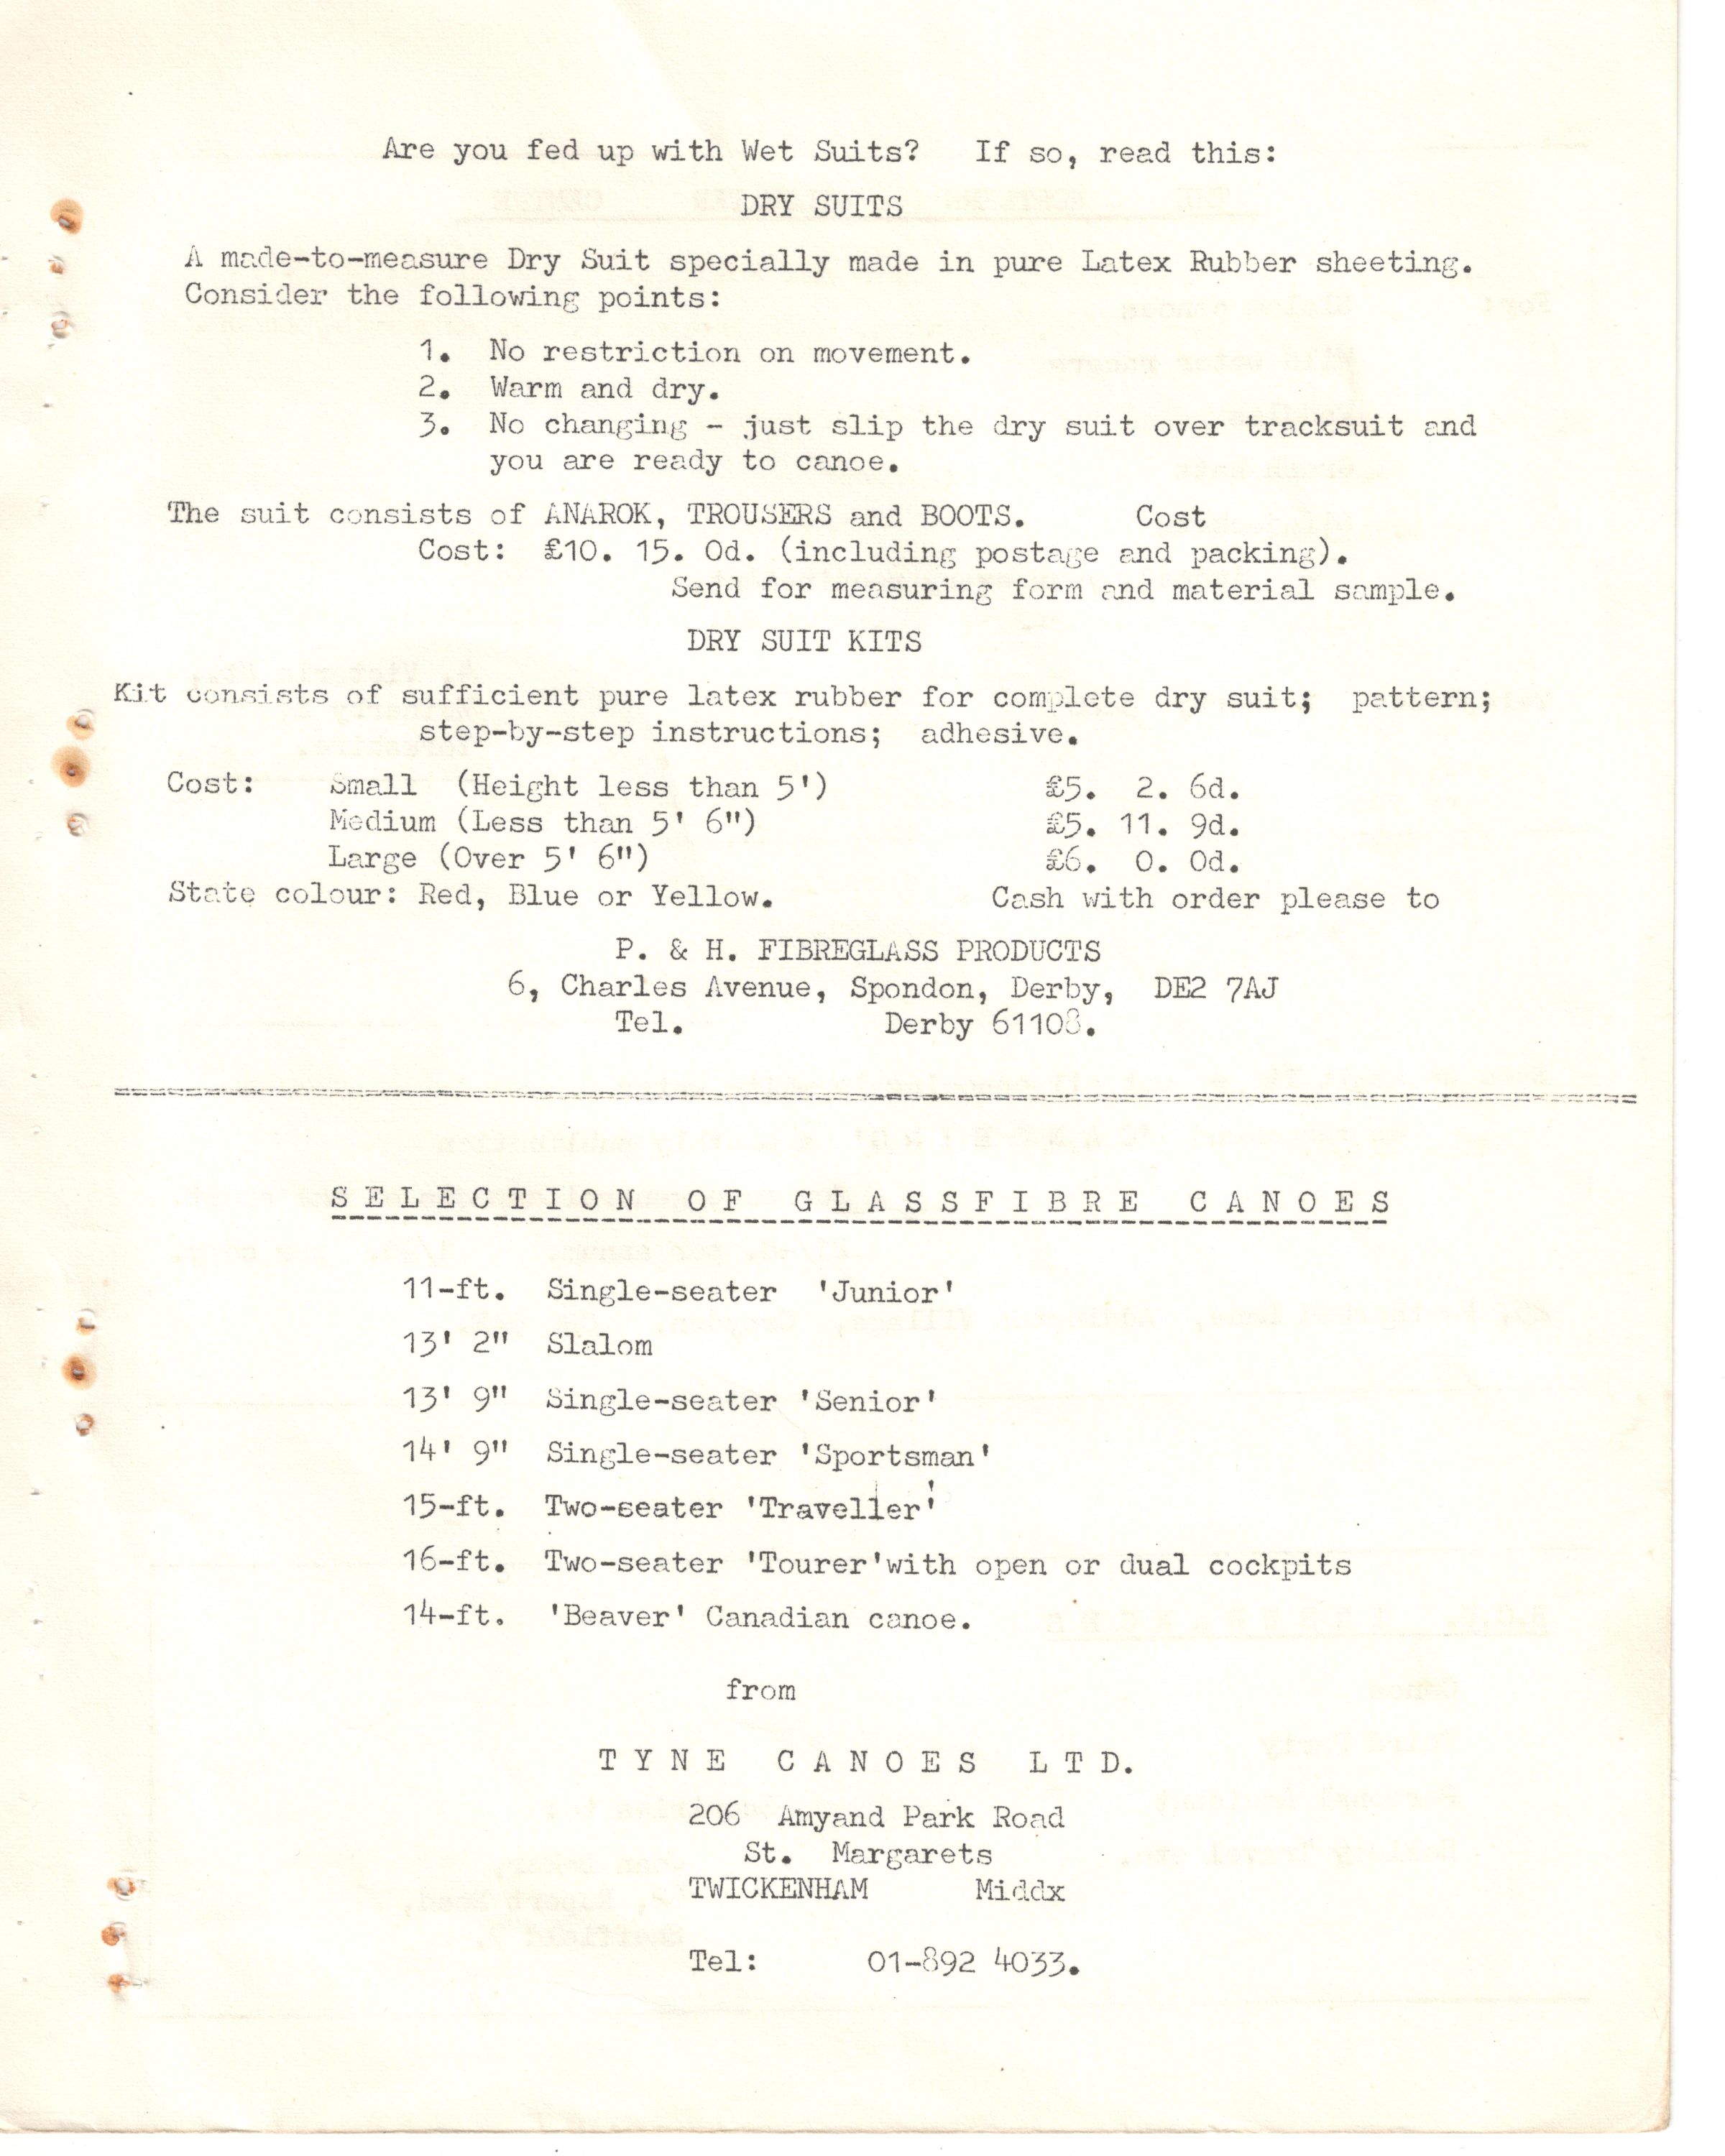 Are you fed up with Wet Suits? If so, read this:
DRY SUITS
A made-to-measure Dry Suit specially made in pure Latex Rubber sheeting.
Consider the following points:
1. No restriction on movement.
2. Warm and dry.
3. No changing - just slip the dry suit over tracksuit and
you are ready to canoe.
The suit consists of ANAROK, TROUSERS and BOOTS. Cost
Cost: £10. 15. 0d. (including postage and packing).
Send for measuring form and material sample.
DRY SUIT KITS
Kit consists of sufficient pure latex rubber for complete dry suit; pattern;
step-by-step instructions; adhesive.
Cost: Small (Height less than 5') £5. 2. 6d.
Medium (Less than 5' 6") £5. 11. 9d.
Large (Over 5' 6") £6. 0. 0d.
State colour: Red, Blue or Yellow. Cash with order please to
P. & H. FIBREGLASS PRODUCTS
6, Charles Avenue, Spondon, Derby, DE2 7AJ
Tel. Derby 61108.
SELECTION OF GLASSFIBRE CANOES
11-ft. Single-seater 'Junior'
13' 2" Slalom
13' 9" Single-seater 'Senior'
14' 9" Single-seater 'Sportsman'
15-ft. Two-seater 'Traveller'
16-ft. Two-seater 'Tourer'with open or dual cockpits
14-ft. 'Beaver' Canadian canoe.
from
TYNE CANOES LTD.
206 Amyand Park Road
St. Margarets
TWICKENHAM Middx
Tel: 01-892 4033.